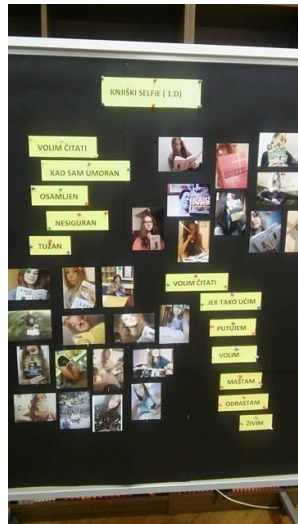 KNJIŠKI SELFIE ( 1.D)
VOLIM ČITATI
KAD SAM UMORAN
OSAMLJEN
NESIGURAN
TUŽAN
VOLIM ČITATI
JER TAKO UČIM
PUTUJEM
VOLIM
MAŠTAM
ODRASTAM
ŽIVIM